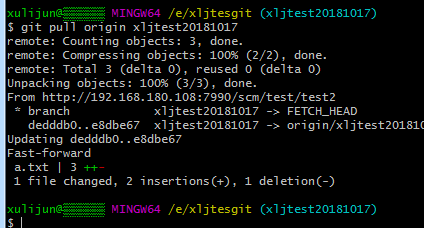 xulijun@ MINGW64 /e/xljtesgit (xljtest20181017)
$ git pull origin xljtest20181017
remote: Counting objects: 3, done.
remote: Compressing objects: 100% (2/2), done.
remote: Total 3 (delta 0), reused 0 (delta 0)
Unpacking objects: 100% (3/3), done.
From http://192.168.180.108:7990/scm/test/test2
 * branch            xljtest20181017 -> FETCH_HEAD
   dedddb0..e8dbe67  xljtest20181017 -> origin/xljtest201810
Updating dedddb0..e8dbe67
Fast-forward
 a.txt | 3 ++-
 1 file changed, 2 insertions(+), 1 deletion(-)
xulijun@ MINGW64 /e/xljtesgit (xljtest20181017)
$